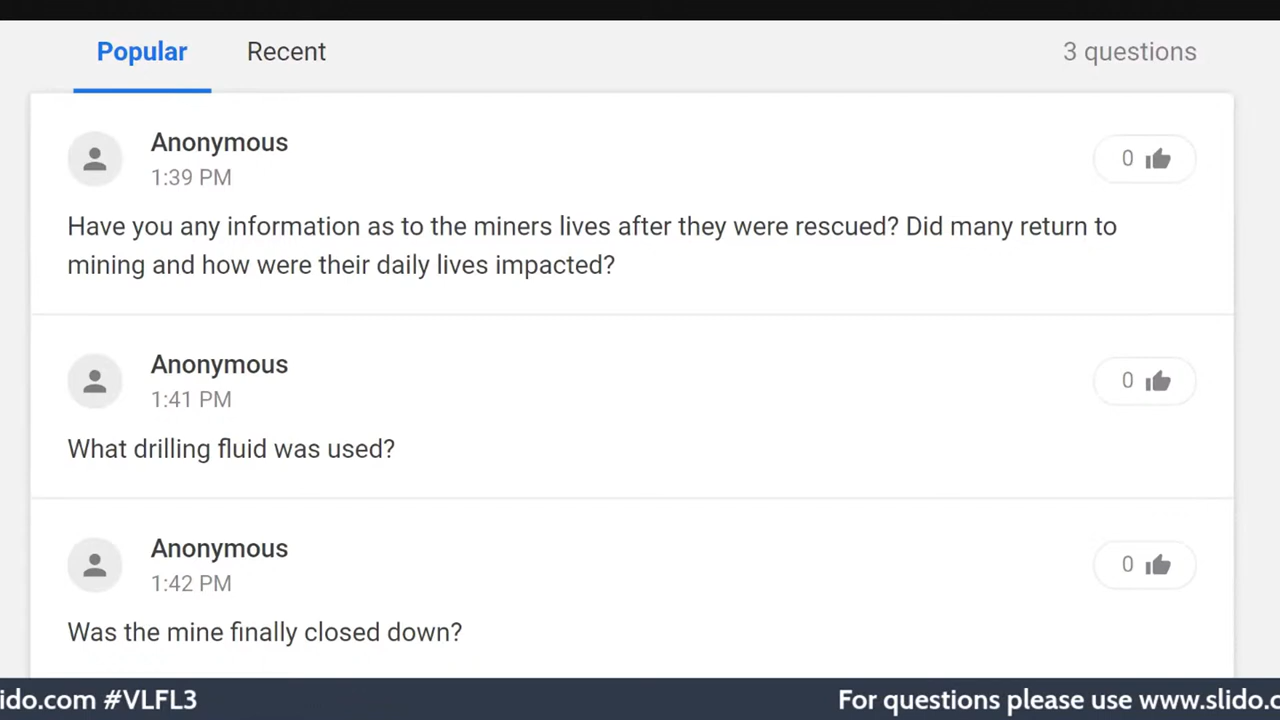 Popular Recent 3 questions
Anonymous
1:39 PM
0
Have you any information as to the miners lives after they were rescued? Did many return to
mining and how were their daily lives impacted?
Anonymous
1:41 PM
0
What drilling fluid was used?
Anonymous
1:42 PM
0
Was the mine finally closed down?
ido.com #VLFL3 For questions please use www.slido.c